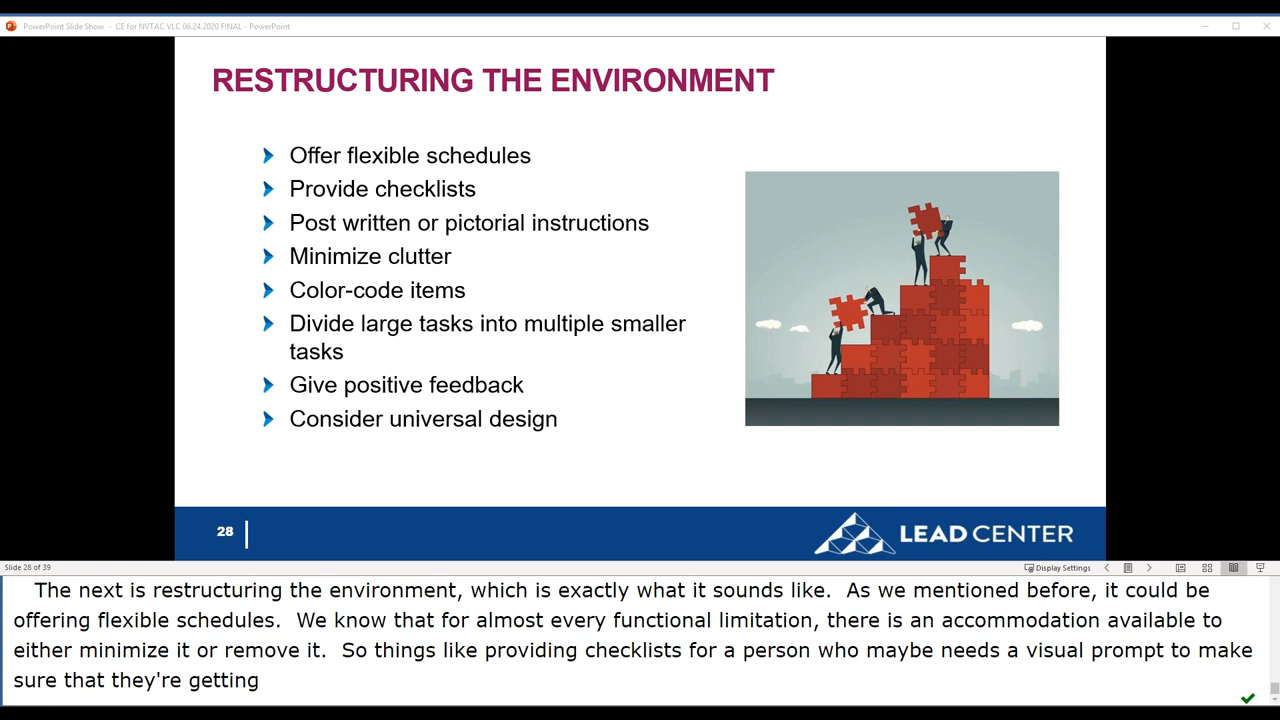 PowerPoint Slide Show - CE for NVTAC VLC 06.24.2020 FINAL - PowerPoint
RESTRUCTURING THE ENVIRONMENT
Offer flexible schedules
Provide checklists
Post written or pictorial instructions
Minimize clutter
Color-code items
Divide large tasks into multiple smaller
tasks
Give positive feedback
Consider universal design
28
LEAD CENTER
Slide 28 of 39
Display Settings
The next is restructuring the environment, which is exactly what it sounds like. As we mentioned before, it could be
offering flexible schedules. We know that for almost every functional limitation, there is an accommodation available to
either minimize it or remove it. So things like providing checklists for a person who maybe needs a visual prompt to make
sure that they're getting